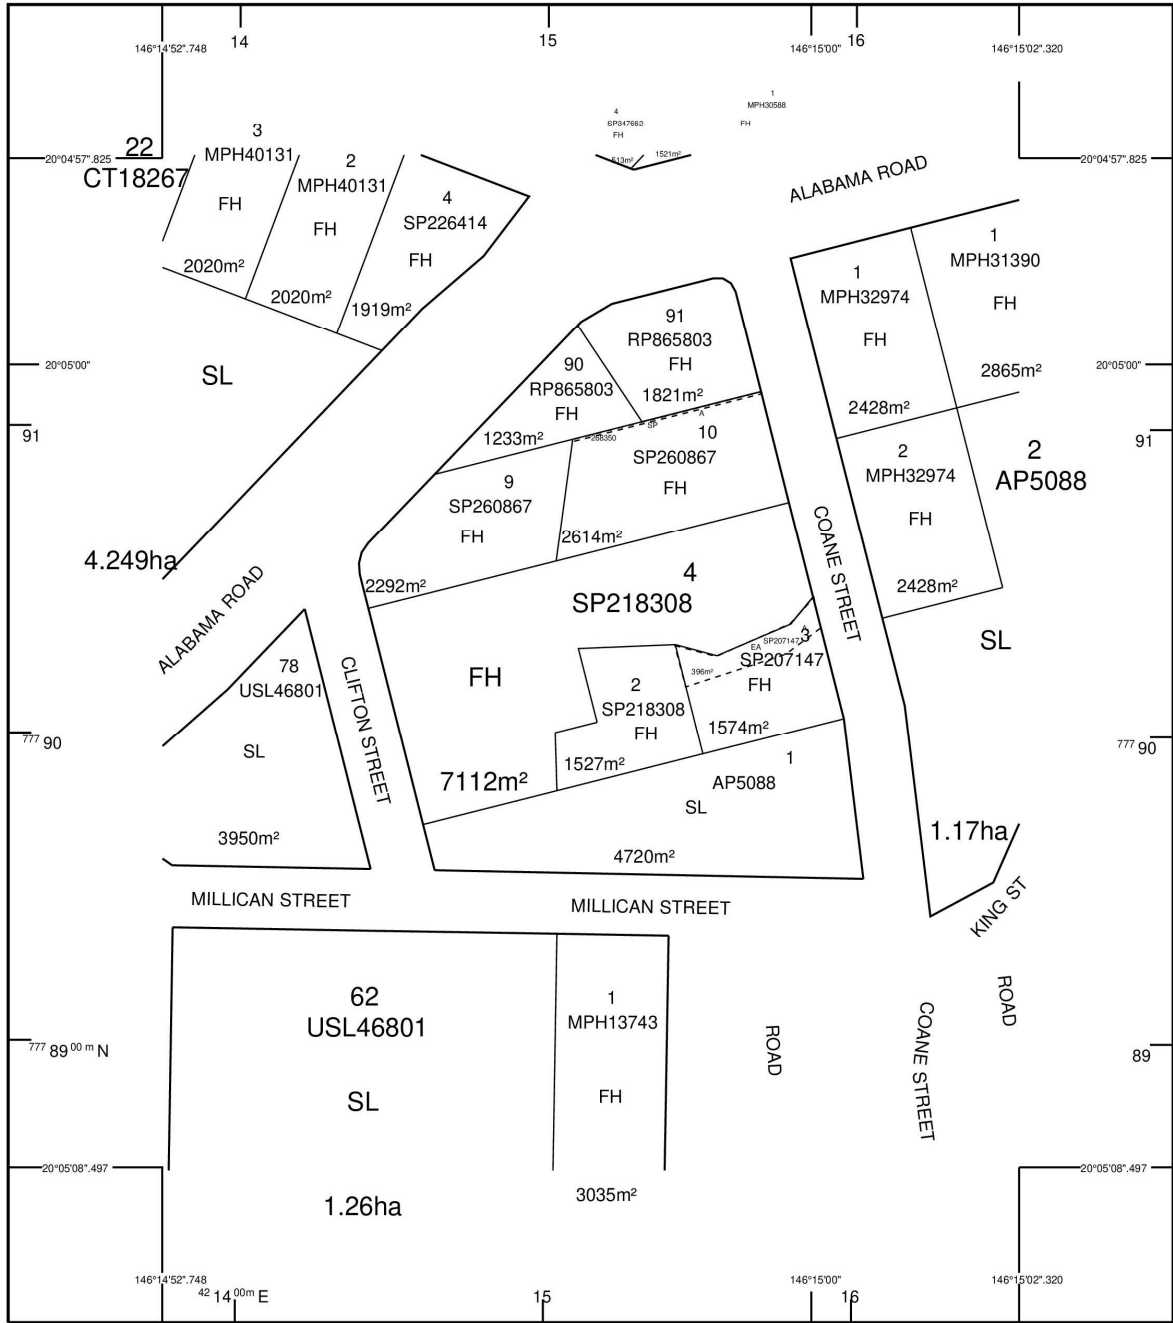 14
15
16
146°14'52".748
146°15'00"
146°15'02".320
1
MPH30588
FH
4
SP347662
FH
513m²
1521m²
22
CT18267
20°04'57".825
20°04'57".825
3
MPH40131
FH
2020m²
2
MPH40131
FH
2020m²
4
SP226414
FH
1919m²
ALABAMA ROAD
1
MPH31390
FH
2865m²
1
MPH32974
FH
2428m²
91
RP865803
FH
1821m²
90
RP865803
FH
1233m²
20°05'00"
20°05'00"
SL
91
91
A
SP
268350
10
SP260867
FH
2614m²
9
SP260867
FH
2292m²
2
MPH32974
FH
2428m²
2
AP5088
SL
4.249ha
ALABAMA ROAD
COANE STREET
4
SP218308
FH
7112m²
A
SP207147
EA
396m²
3
SP207147
FH
1574m²
2
SP218308
FH
1527m²
78
USL46801
SL
3950m²
CLIFTON STREET
777 90
777 90
1
AP5088
SL
4720m²
1.17ha
KING ST
MILLICAN STREET
MILLICAN STREET
62
USL46801
SL
1.26ha
1
MPH13743
FH
3035m²
ROAD
COANE STREET
ROAD
777 89 00 m N
89
20°05'08".497
20°05'08".497
146°14'52".748
146°15'00"
146°15'02".320
42 14 00m E
15
16